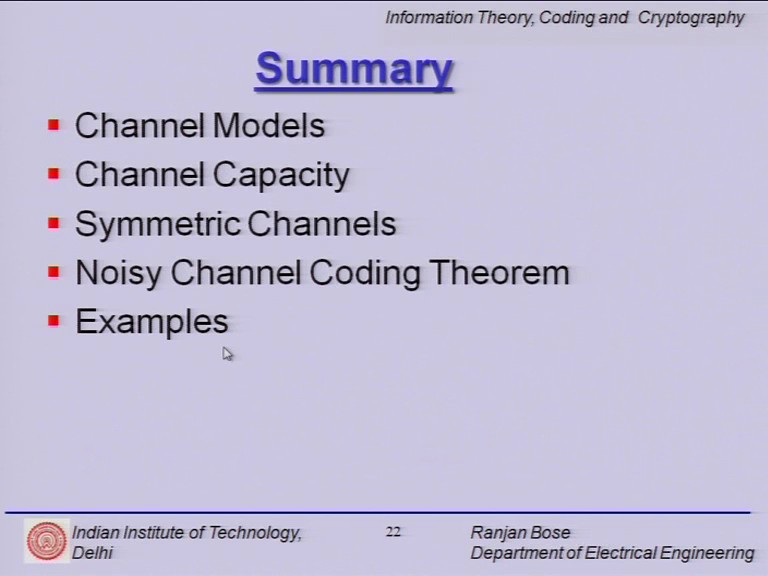 Information Theory, Coding and Cryptography
Summary
Channel Models
Channel Capacity
Symmetric Channels
Noisy Channel Coding Theorem
Examples
Indian Institute of Technology,
Delhi
22
Ranjan Bose
Department of Electrical Engineering